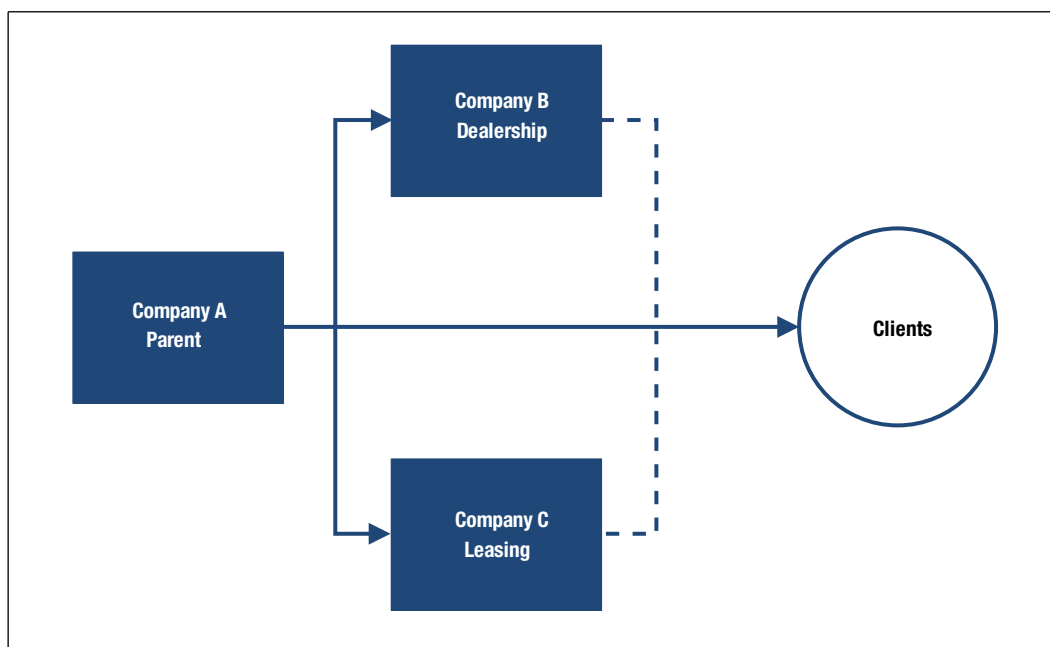 Company B
Dealership
Company A
Parent
Clients
Company C
Leasing